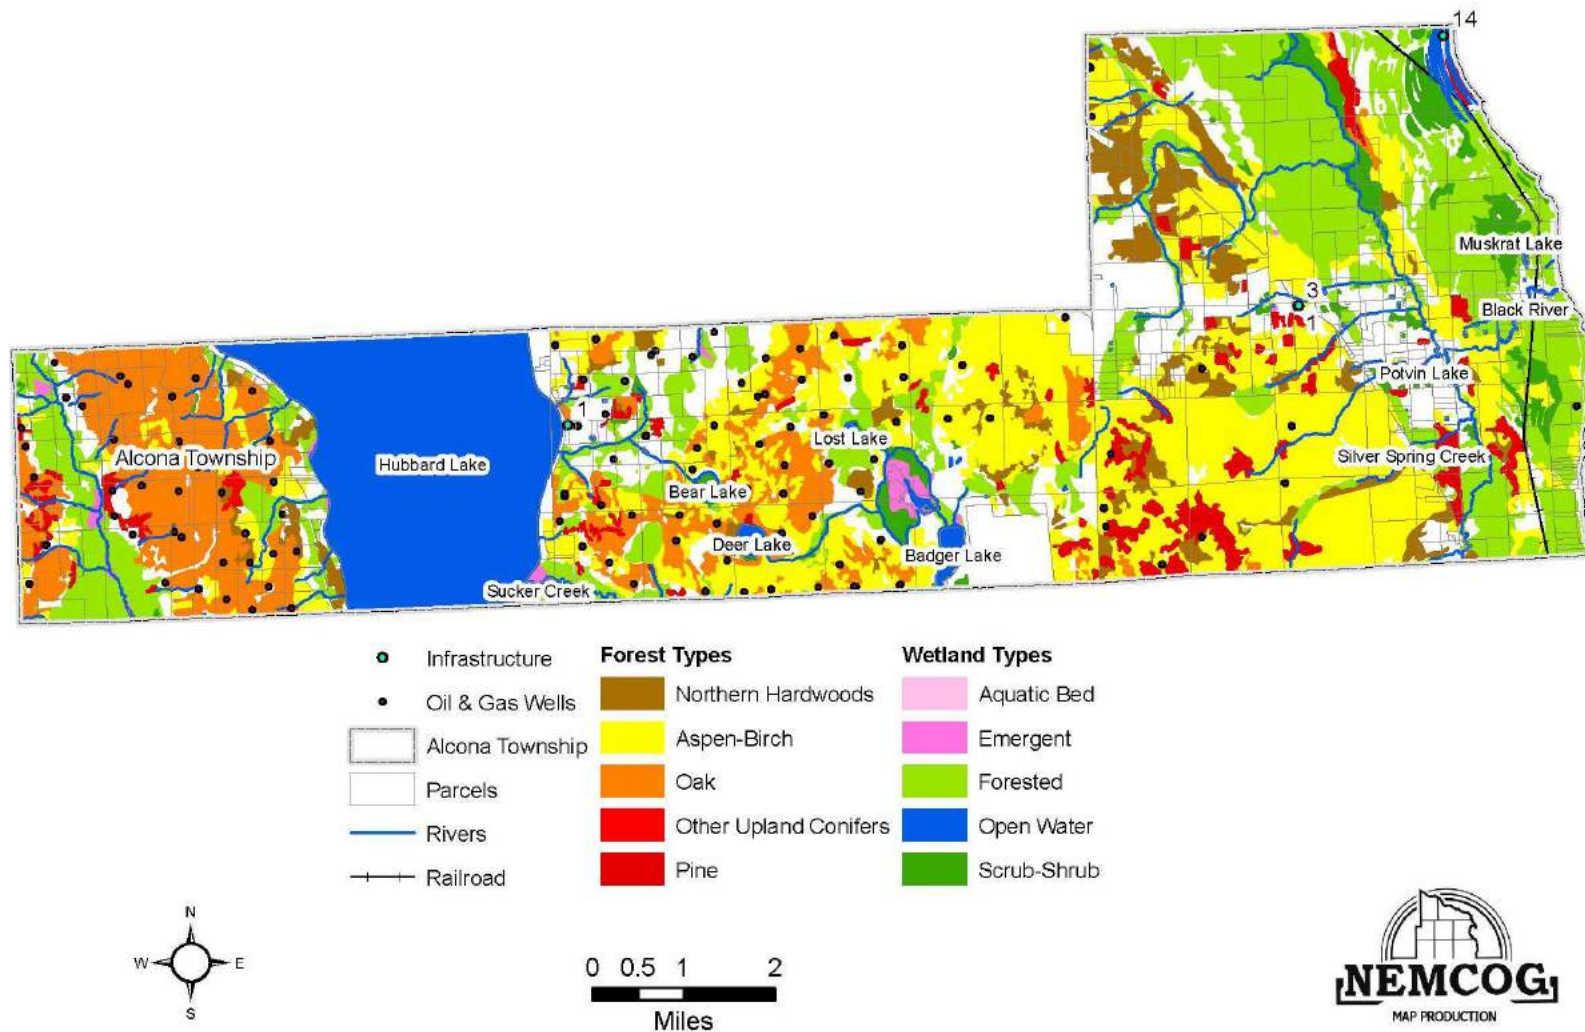 14
Muskrat Lake
3
Black River
1
Potvin Lake
1
Lost Lake
Alcona Township
Hubbard Lake
Silver Spring Creek
Bear Lake
Deer Lake
Badger Lake
Sucker Creek
Infrastructure
Oil & Gas Wells
Alcona Township
Parcels
Rivers
Railroad
Forest Types
Northern Hardwoods
Aspen-Birch
Oak
Other Upland Conifers
Pine
Wetland Types
Aquatic Bed
Emergent
Forested
Open Water
Scrub-Shrub
N
W
E
S
0 0.5 1 2
Miles
NEMCOG
MAP PRODUCTION